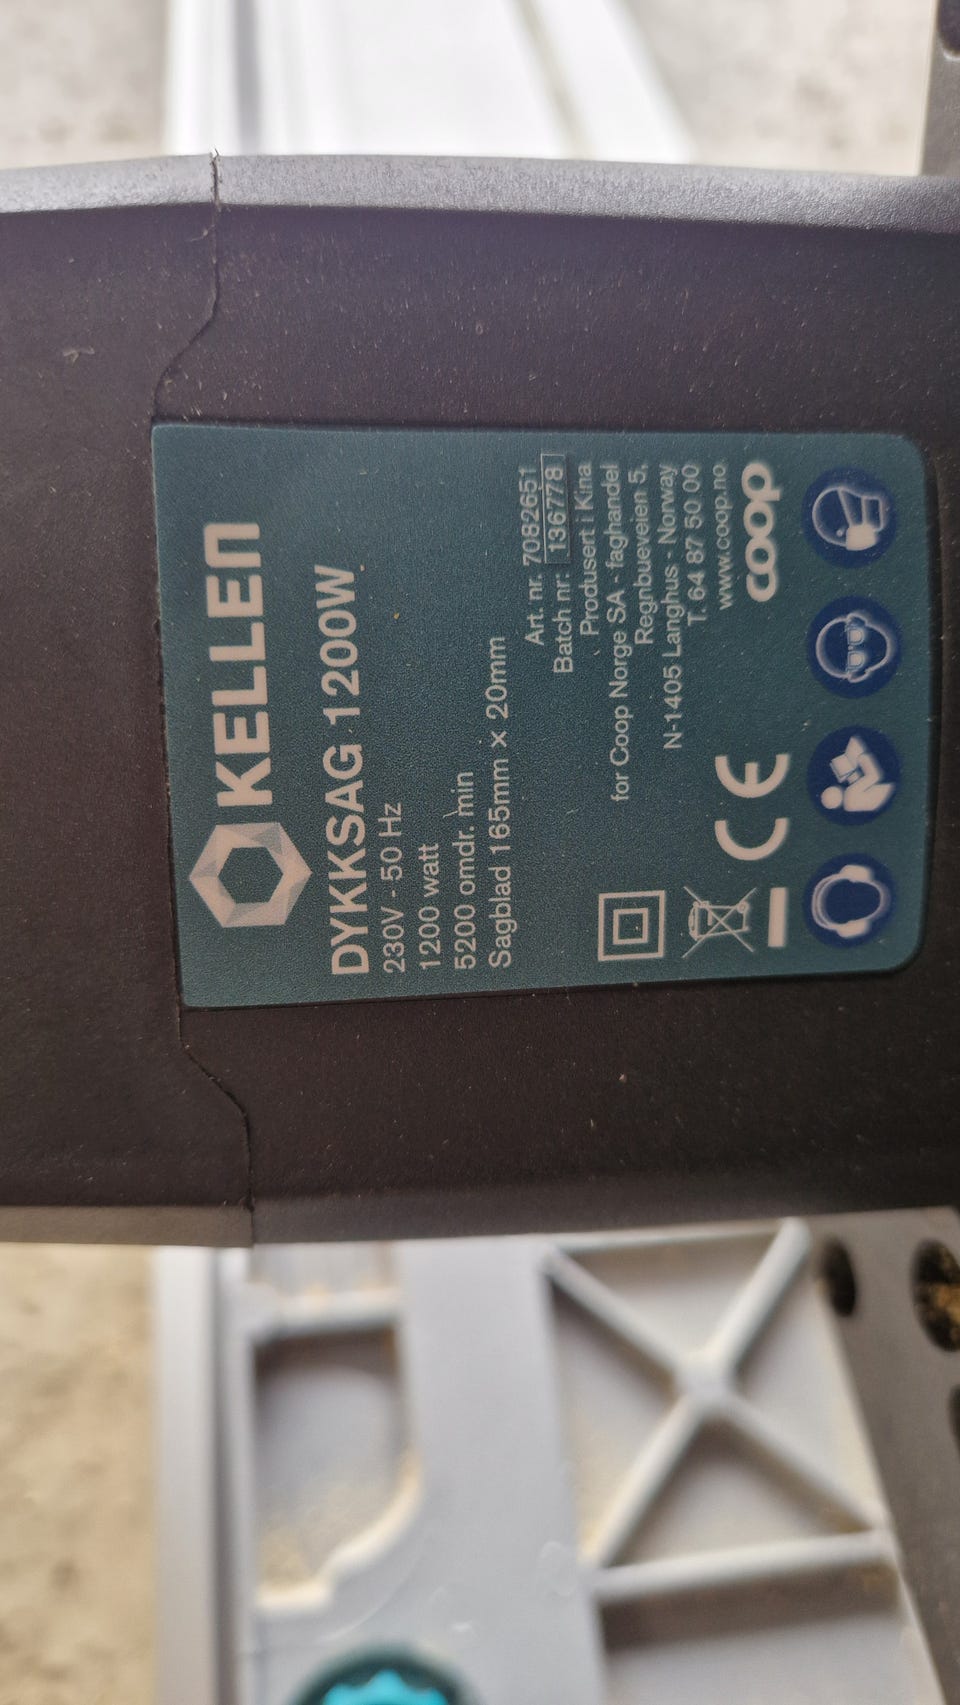 KELLEN
DYKKSAG 1200W
230V - 50 Hz
1200 watt
5200 omdr. min
Sagblad 165mm × 20mm
Art. nr. 7082651
Batch nr: 136778
Produsert i Kina
for Coop Norge SA - faghandel
Regnbueveien 5,
N-1405 Langhus - Norway
T. 64 87 50 00
www.coop.no
coop
CE